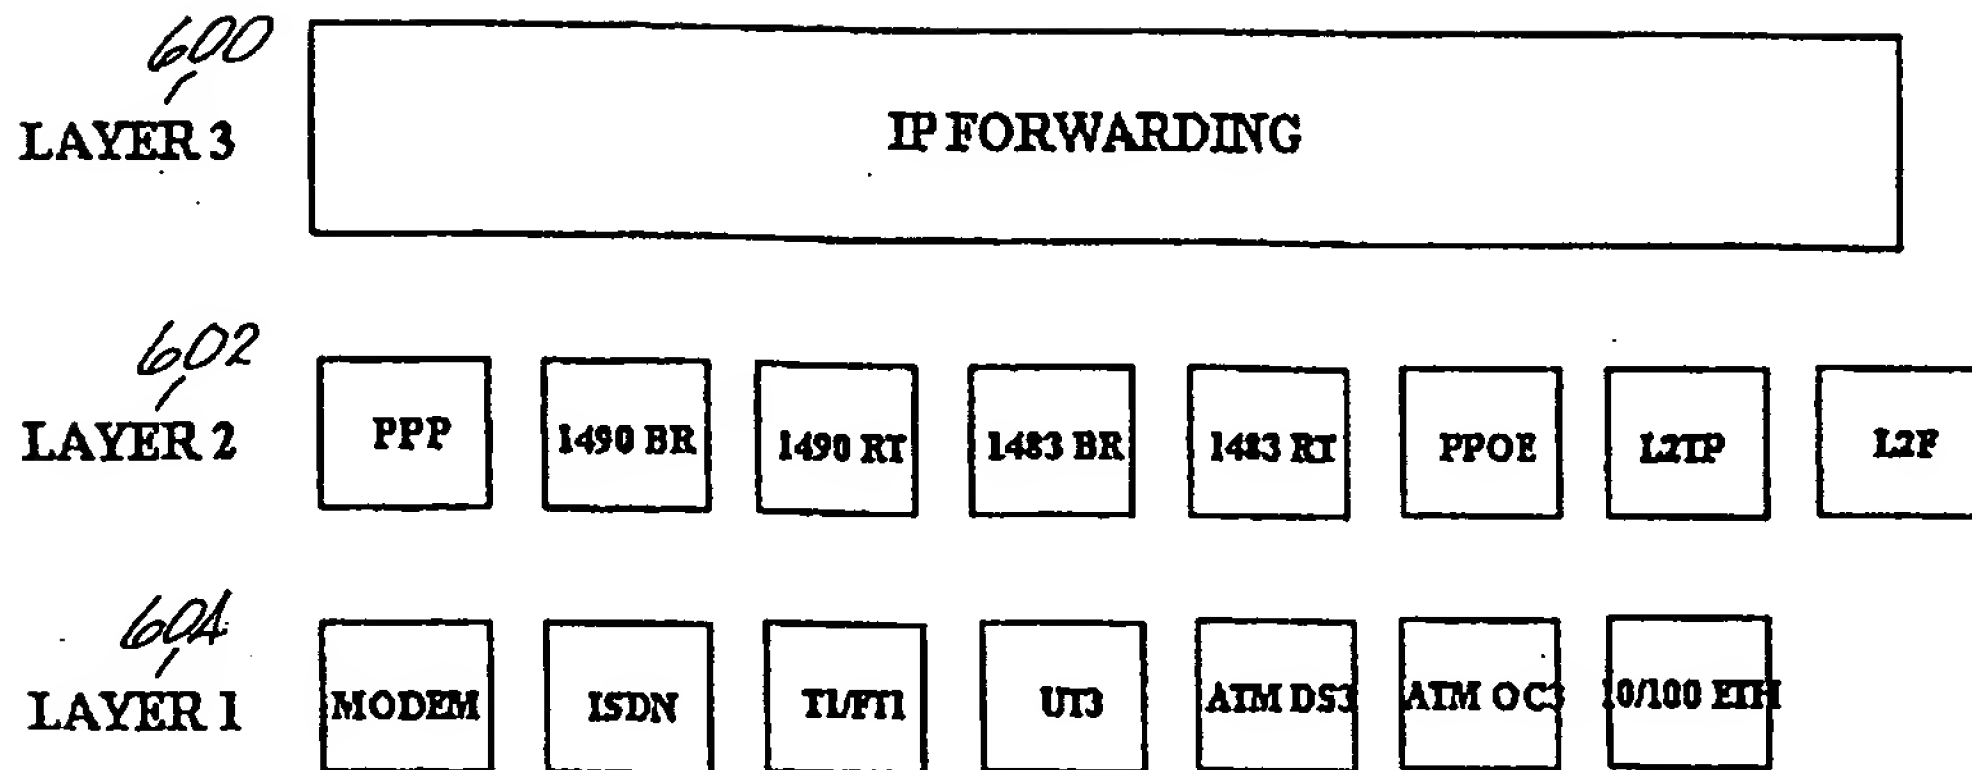 600
LAYER 3
IP FORWARDING
602
LAYER 2
PPP
1490 BR
1490 RT
1483 BR
1483 RT
PPOE
L2TP
L2F
604
LAYER 1
MODEM
ISDN
T1/FT1
UT3
ATM DS3
ATM OC3
10/100 ETH